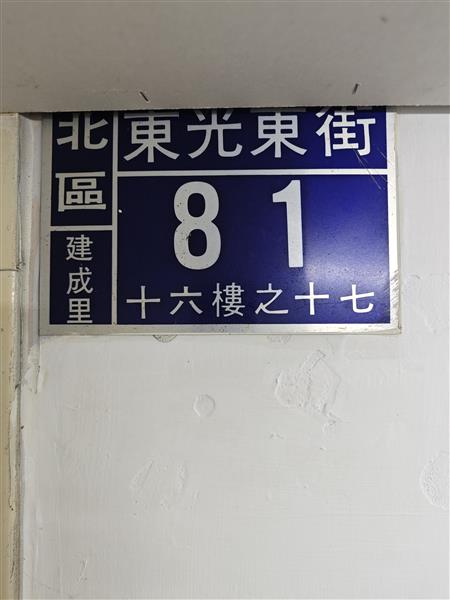 北區
建成里
東光東街
81
十六樓之十七